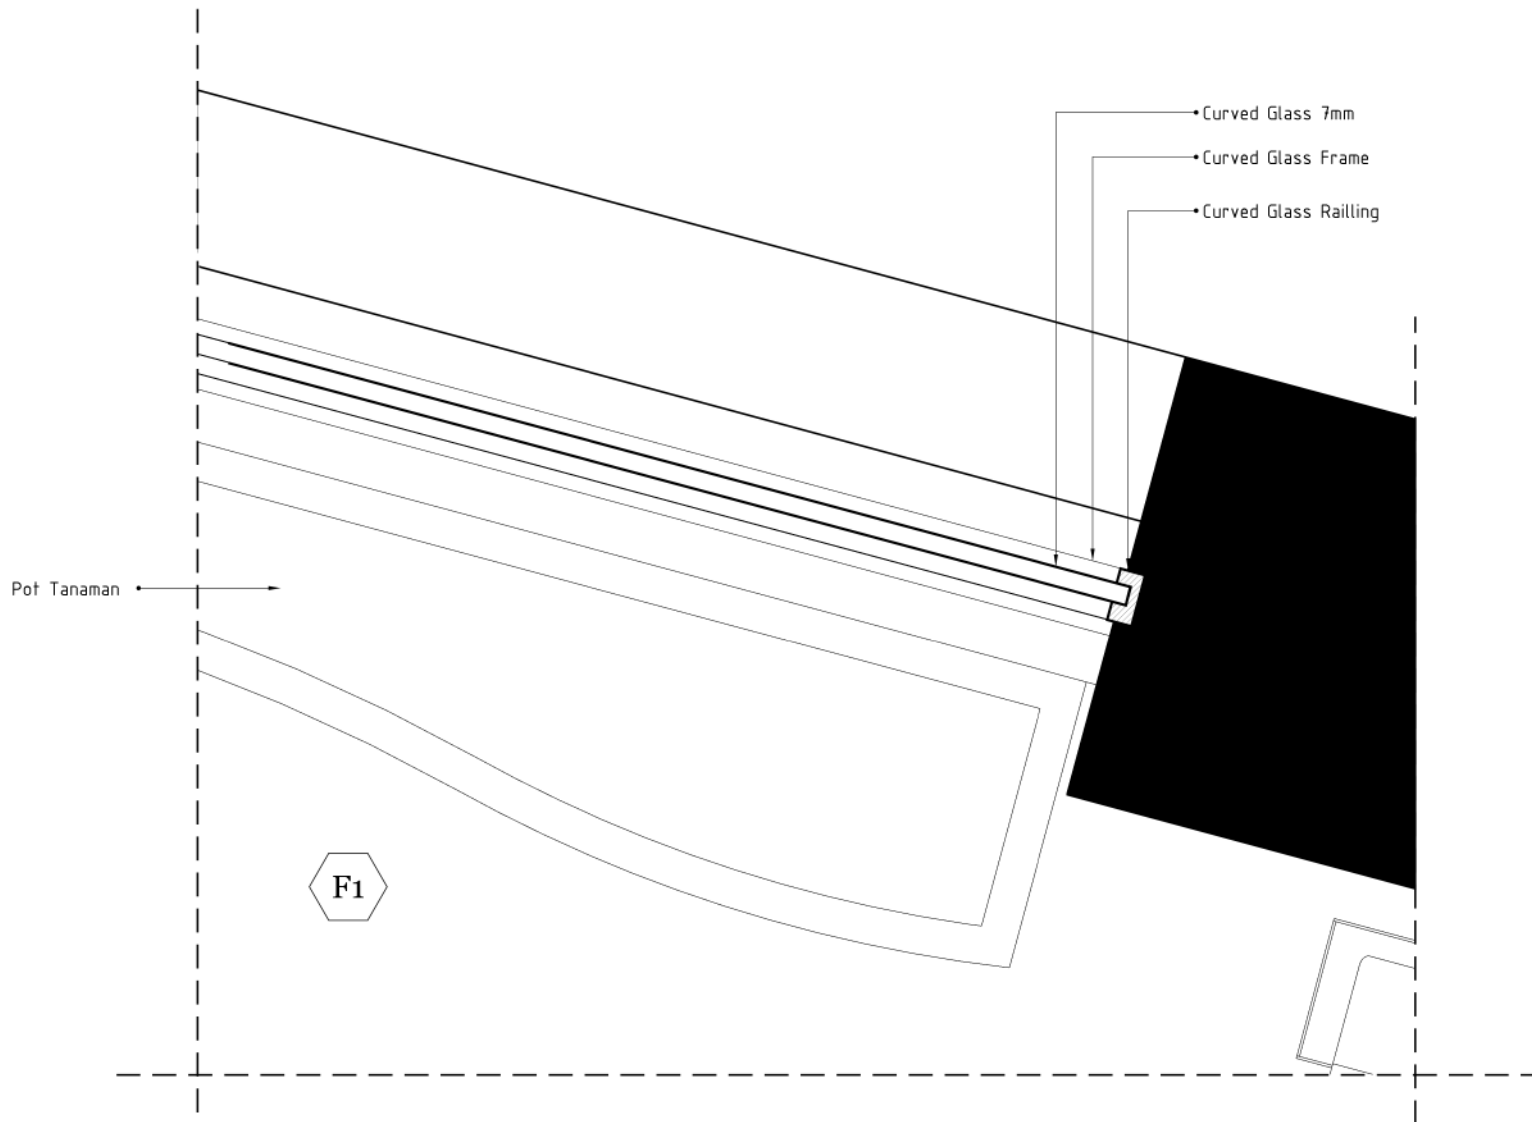 Curved Glass 7mm
Curved Glass Frame
Curved Glass Railling
Pot Tanaman
F1